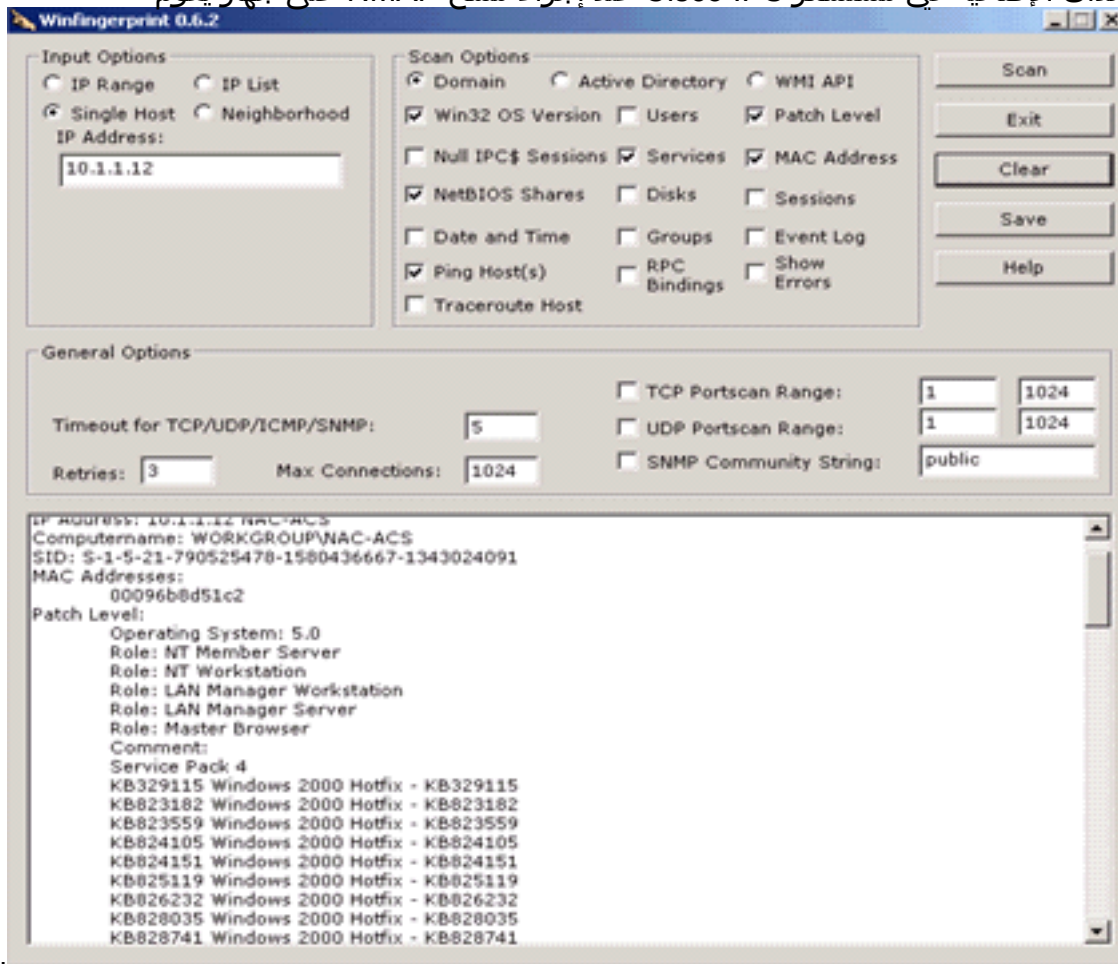 Winfingerprint 0.6.2
Input Options
IP Range
IP List
Single Host
Neighborhood
IP Address:
10.1.1.12
Scan Options
Domain
Active Directory
WMI API
Win32 OS Version
Users
Patch Level
Null IPC$ Sessions
Services
MAC Address
NetBIOS Shares
Disks
Sessions
Date and Time
Groups
Event Log
Ping Host(s)
RPC Bindings
Show Errors
Traceroute Host
Scan
Exit
Clear
Save
Help
General Options
Timeout for TCP/UDP/ICMP/SNMP:
5
Retries:
3
Max Connections:
1024
TCP Portscan Range:
1
1024
UDP Portscan Range:
1
1024
SNMP Community String:
public
IP Address: 10.1.1.12 NAC-ACS
Computername: WORKGROUP\NAC-ACS
SID: S-1-5-21-790525478-1580436667-1343024091
MAC Addresses:
00096b8d51c2
Patch Level:
Operating System: 5.0
Role: NT Member Server
Role: NT Workstation
Role: LAN Manager Workstation
Role: LAN Manager Server
Role: Master Browser
Comment:
Service Pack 4
KB329115 Windows 2000 Hotfix - KB329115
KB823182 Windows 2000 Hotfix - KB823182
KB823559 Windows 2000 Hotfix - KB823559
KB824105 Windows 2000 Hotfix - KB824105
KB824151 Windows 2000 Hotfix - KB824151
KB825119 Windows 2000 Hotfix - KB825119
KB826232 Windows 2000 Hotfix - KB826232
KB828035 Windows 2000 Hotfix - KB828035
KB828741 Windows 2000 Hotfix - KB828741